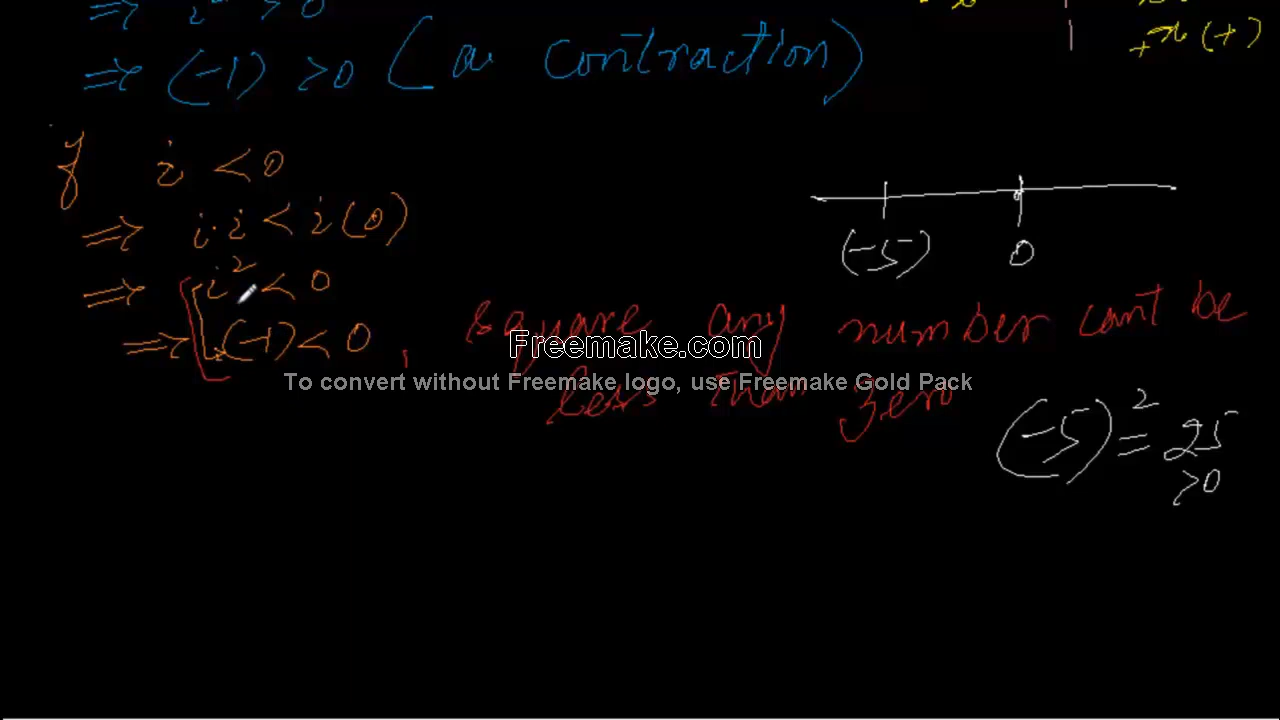 ⇒ (-1) > 0 (a contraction)
if i < 0
⇒ i·i < i(0)
⇒ i² < 0
⇒ (-1) < 0, square any number can't be
less than zero
Freemake.com
To convert without Freemake logo, use Freemake Gold Pack
(-5) 0
(-5)² = 25
>0